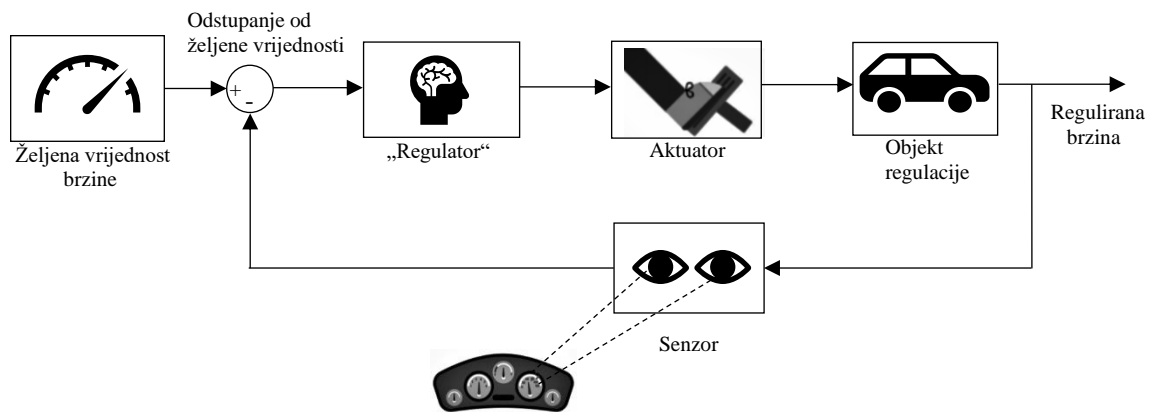 Odstupanje od
željene vrijednosti
+
-
Željena vrijednost
brzine
„Regulator“
Aktuator
Objekt
regulacije
Regulirana
brzina
Senzor